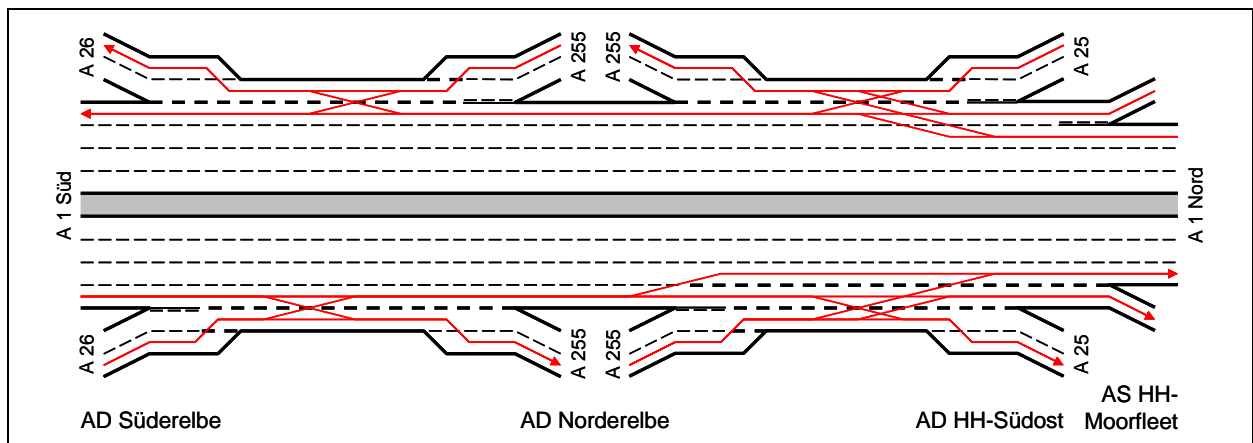 A 26
A 255
A 255
A 25
A 1 Süd
A 1 Nord
A 26
A 255
A 255
A 25
AD Süderelbe
AD Norderelbe
AD HH-Südost
AS HH-
Moorfleet